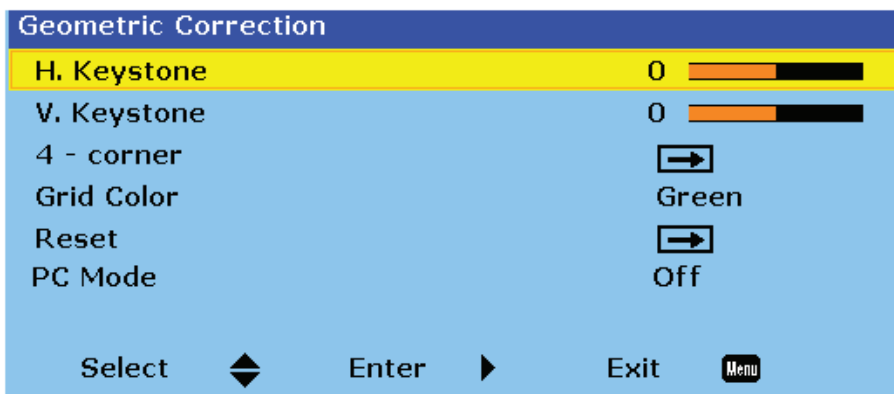 Geometric Correction
H. Keystone 0
V. Keystone 0
4 - corner
Grid Color Green
Reset
PC Mode Off
Select Enter Exit Menu